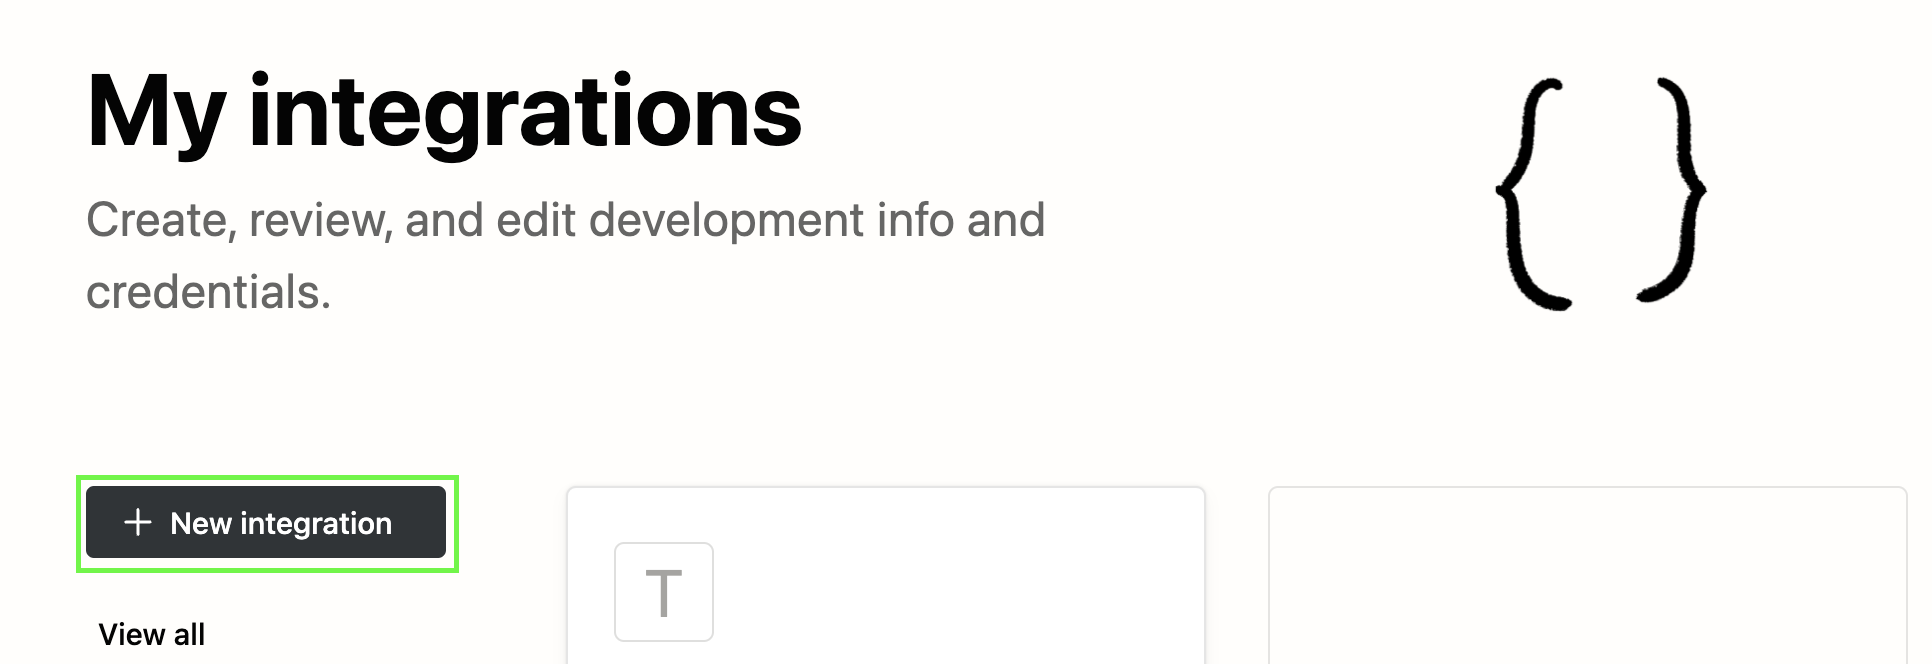 My integrations
Create, review, and edit development info and
credentials.
{ }
+ New integration
T
View all